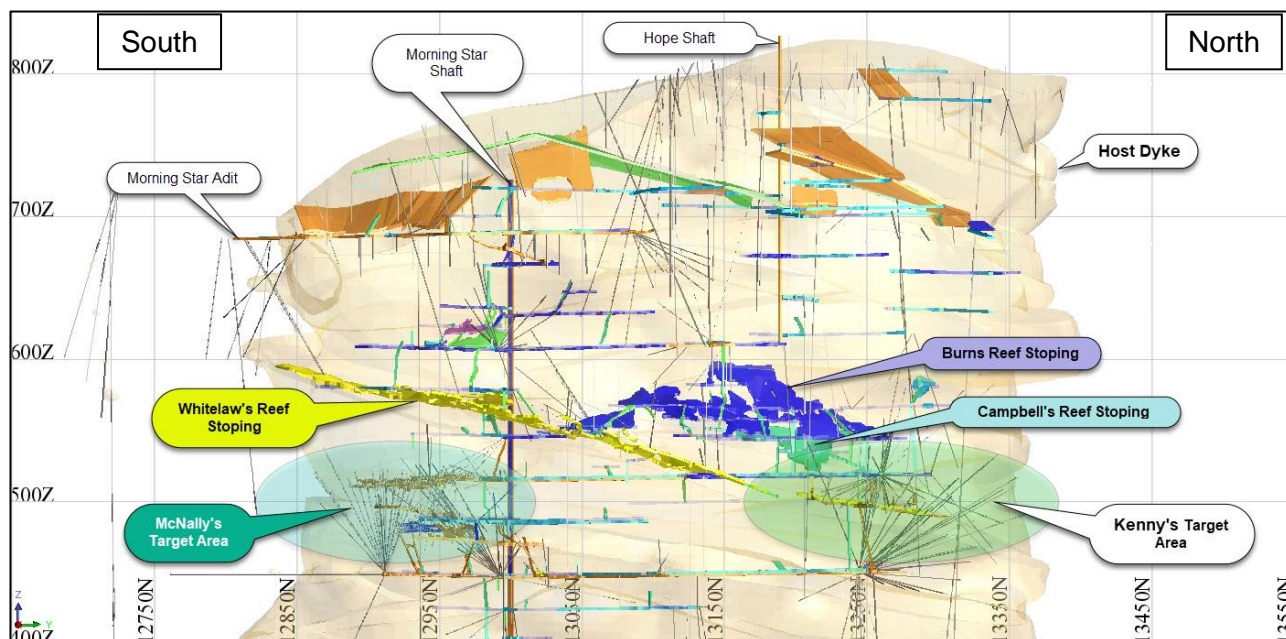 South
North
Hope Shaft
Morning Star
Shaft
800Z
Host Dyke
Morning Star Adit
700Z
600Z
Burns Reef Stoping
Whitelaw's Reef
Stoping
Campbell's Reef Stoping
500Z
McNally's
Target Area
Kenny's Target
Area
Z
Y
400Z
12750N
12850N
12950N
13050N
13150N
13250N
13350N
13450N